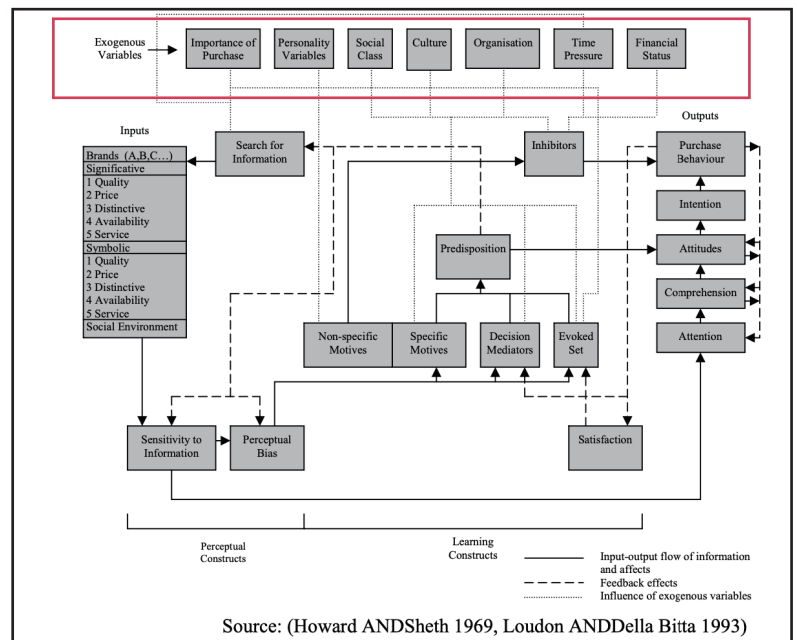 Exogenous
Variables
Importance of
Purchase
Personality
Variables
Social
Class
Culture
Organisation
Time
Pressure
Financial
Status
Inputs
Outputs
Brands (A,B,C…)
Significative
1 Quality
2 Price
3 Distinctive
4 Availability
5 Service
Symbolic
1 Quality
2 Price
3 Distinctive
4 Availability
5 Service
Social Environment
Search for
Information
Inhibitors
Purchase
Behaviour
Intention
Predisposition
Attitudes
Comprehension
Non-specific
Motives
Specific
Motives
Decision
Mediators
Evoked
Set
Attention
Sensitivity to
Information
Perceptual
Bias
Satisfaction
Perceptual
Constructs
Learning
Constructs
Input-output flow of information
and affects
Feedback effects
Influence of exogenous variables
Source: (Howard ANDSheth 1969, Loudon ANDDella Bitta 1993)